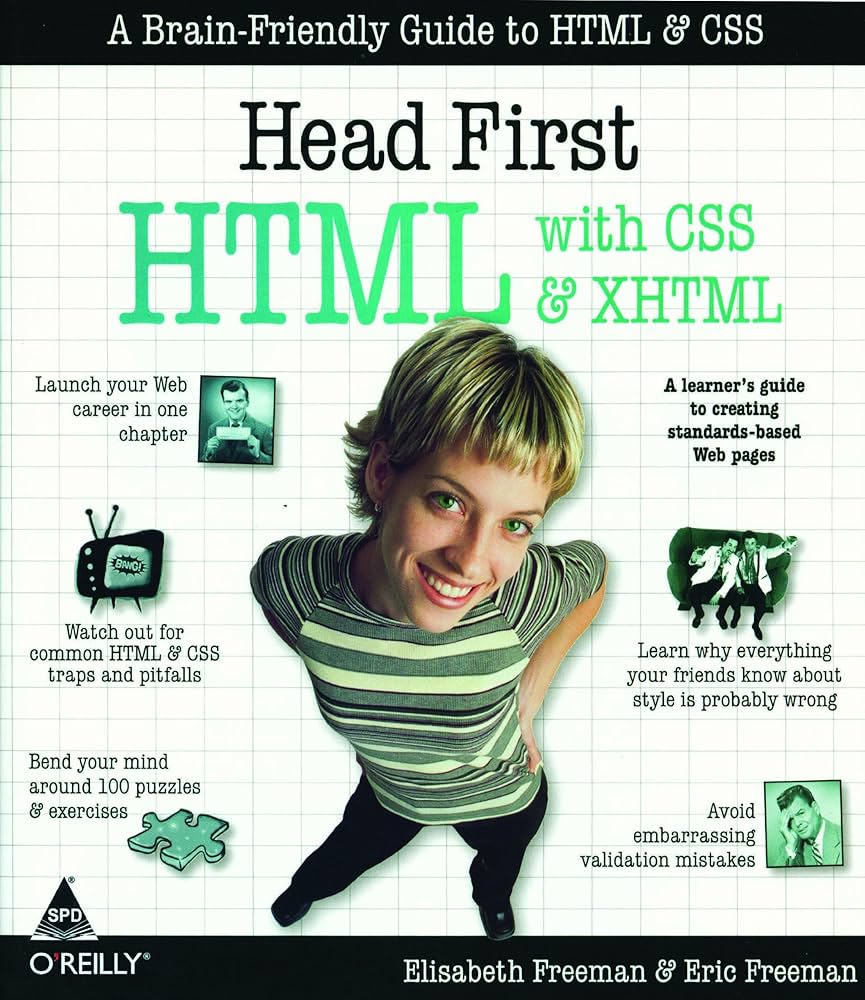 A Brain-Friendly Guide to HTML & CSS
Head First
HTML
with CSS
& XHTML
Launch your Web
career in one
chapter
A learner's guide
to creating
standards-based
Web pages
BANG!
Watch out for
common HTML & CSS
traps and pitfalls
Learn why everything
your friends know about
style is probably wrong
Bend your mind
around 100 puzzles
& exercises
Avoid
embarrassing
validation mistakes
®
SPD
O'REILLY®
Elisabeth Freeman & Eric Freeman